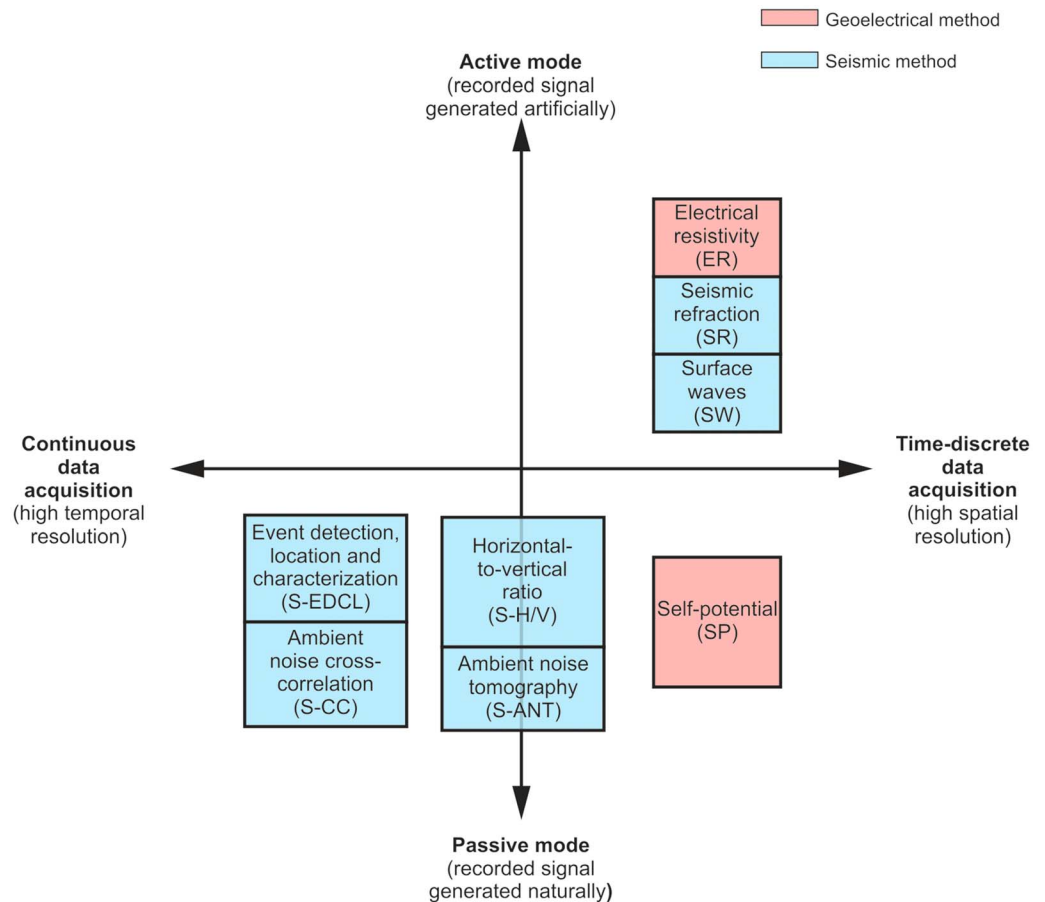 Geoelectrical method
Seismic method
Active mode
(recorded signal
generated artificially)
Electrical
resistivity
(ER)
Seismic
refraction
(SR)
Surface
waves
(SW)
Continuous
data
acquisition
(high temporal
resolution)
Time-discrete
data
acquisition
(high spatial
resolution)
Event detection,
location and
characterization
(S-EDCL)
Ambient
noise cross-
correlation
(S-CC)
Horizontal-
to-vertical
ratio
(S-H/V)
Ambient noise
tomography
(S-ANT)
Self-potential
(SP)
Passive mode
(recorded signal
generated naturally)